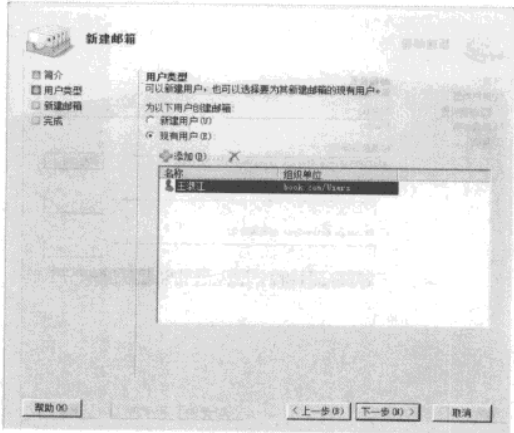 新建邮箱
简介
用户类型
新建邮箱
完成
用户类型
可以新建用户，也可以选择要为其新建邮箱的现有用户。
为以下用户创建邮箱:
新建用户(U)
现有用户(E):
添加(D)
名称 组织单位
book.com/Users
帮助(H)
<上一步(B) 下一步(N)> 取消